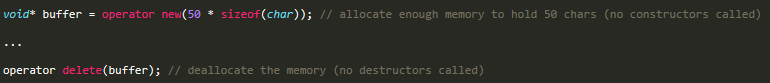 void* buffer = operator new(50 * sizeof(char)); // allocate enough memory to hold 50 chars (no constructors called)
...
operator delete(buffer); // deallocate the memory (no destructors called)